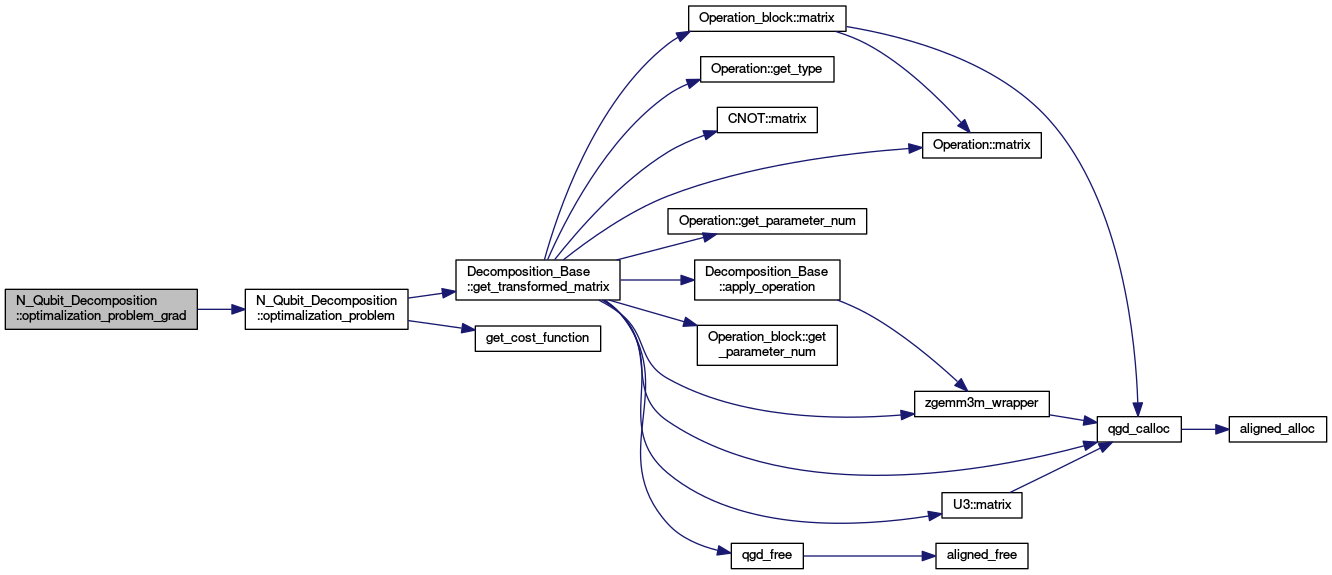 N_Qubit_Decomposition
::optimalization_problem_grad
N_Qubit_Decomposition
::optimalization_problem
Decomposition_Base
::get_transformed_matrix
get_cost_function
Operation_block::matrix
Operation::get_type
CNOT::matrix
Operation::matrix
Operation::get_parameter_num
Decomposition_Base
::apply_operation
Operation_block::get
_parameter_num
zgemm3m_wrapper
qgd_calloc
aligned_alloc
U3::matrix
qgd_free
aligned_free